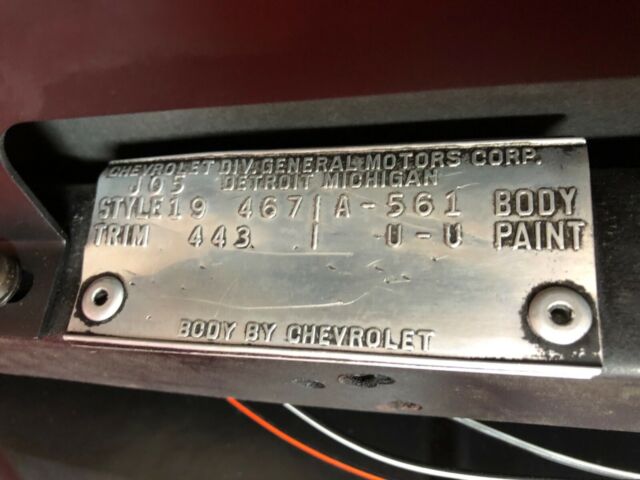 CHEVROLET DIV. GENERAL MOTORS CORP.
J05 DETROIT MICHIGAN
STYLE 19 467 A-561 BODY
TRIM 443 U-U PAINT
BODY BY CHEVROLET